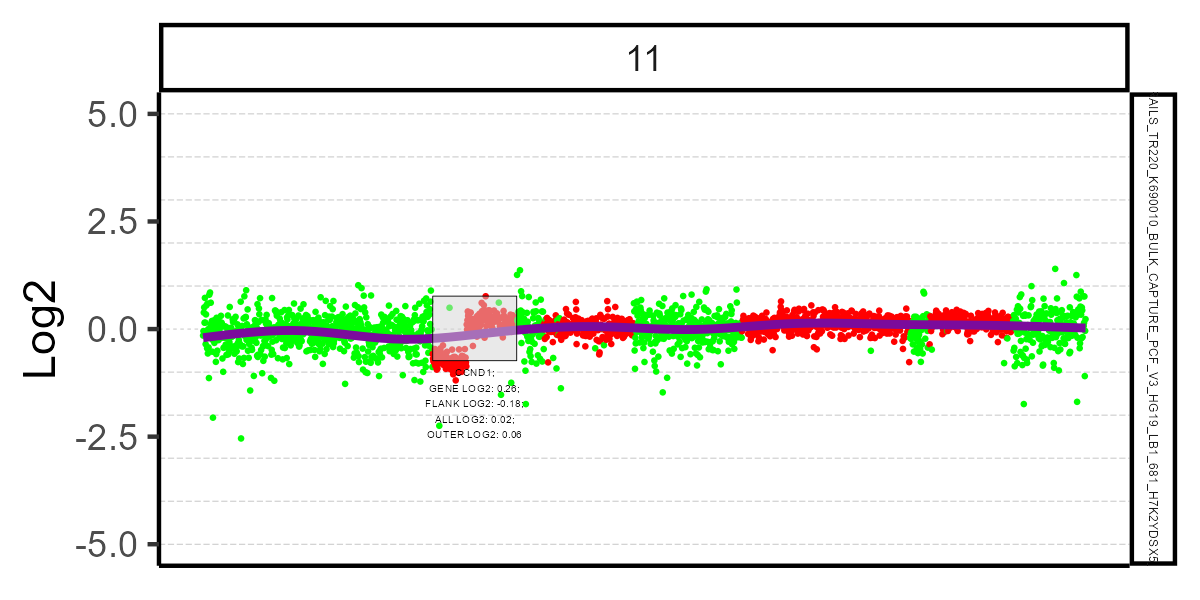 11
5.0
2.5
0.0
-2.5
-5.0
Log2
CCND1;
GENE LOG2: 0.26;
FLANK LOG2: -0.18;
ALL LOG2: 0.02;
OUTER LOG2: 0.06
AILS_TR220_K690010_BULK_CAPTURE_PCF_V3_HG19_LB1_681_H7K2YDSX5